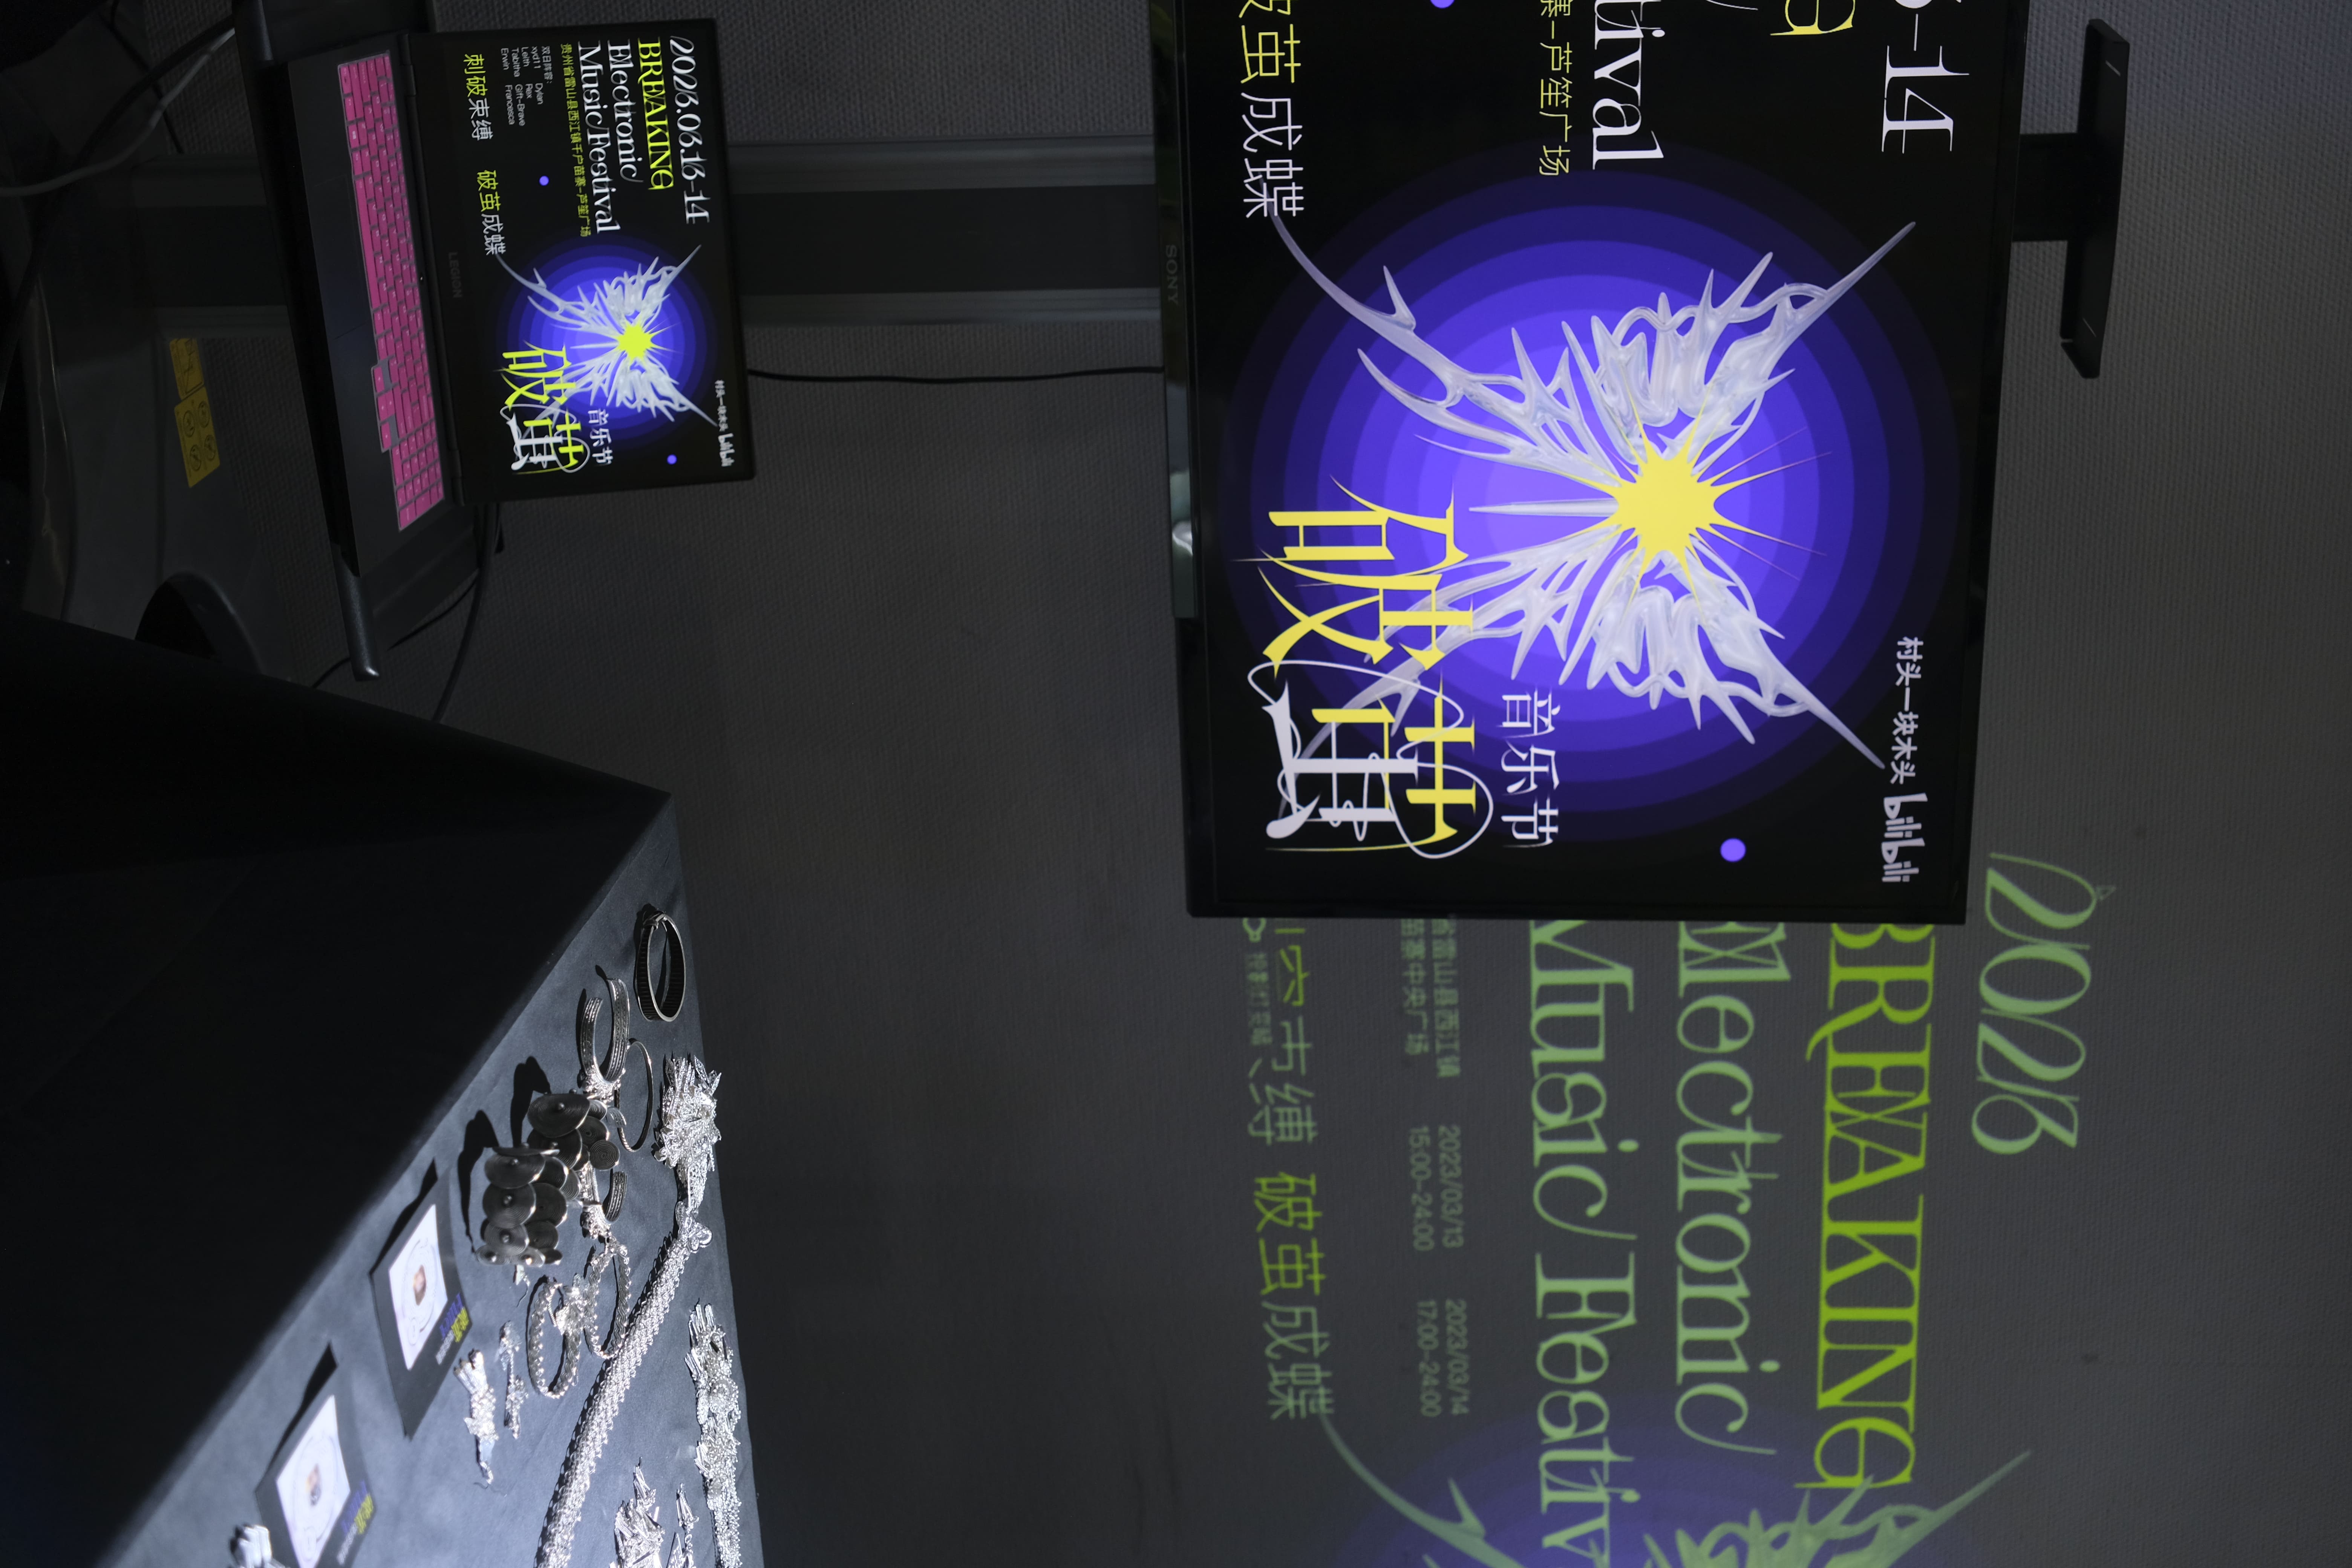 2023
BREAKING
Electronic
Music Festiv
省雷山县西江镇
苗寨中央广场
2023/03/13
15:00-24:00
2023/03/14
17:00-24:00
束缚 破茧成蝶
-14
村头一块木头 bilibili
G
tival
寨-芦笙广场
音乐节
破茧
破茧成蝶
SONY
村头一块木头 bilibili
2023.03.13-14
BREAKING
Electronic
Music Festival
贵州省雷山县西江镇千户苗寨-芦笙广场
双日阵容:
xyd11 Dylan
Leith Rex
Tabitha Gift-Brave
Erwin Francesca
音乐节
破茧
刺破束缚 破茧成蝶
LEGION
破茧
破茧